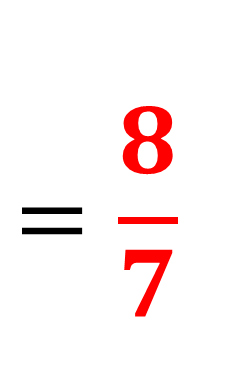 = 8/7